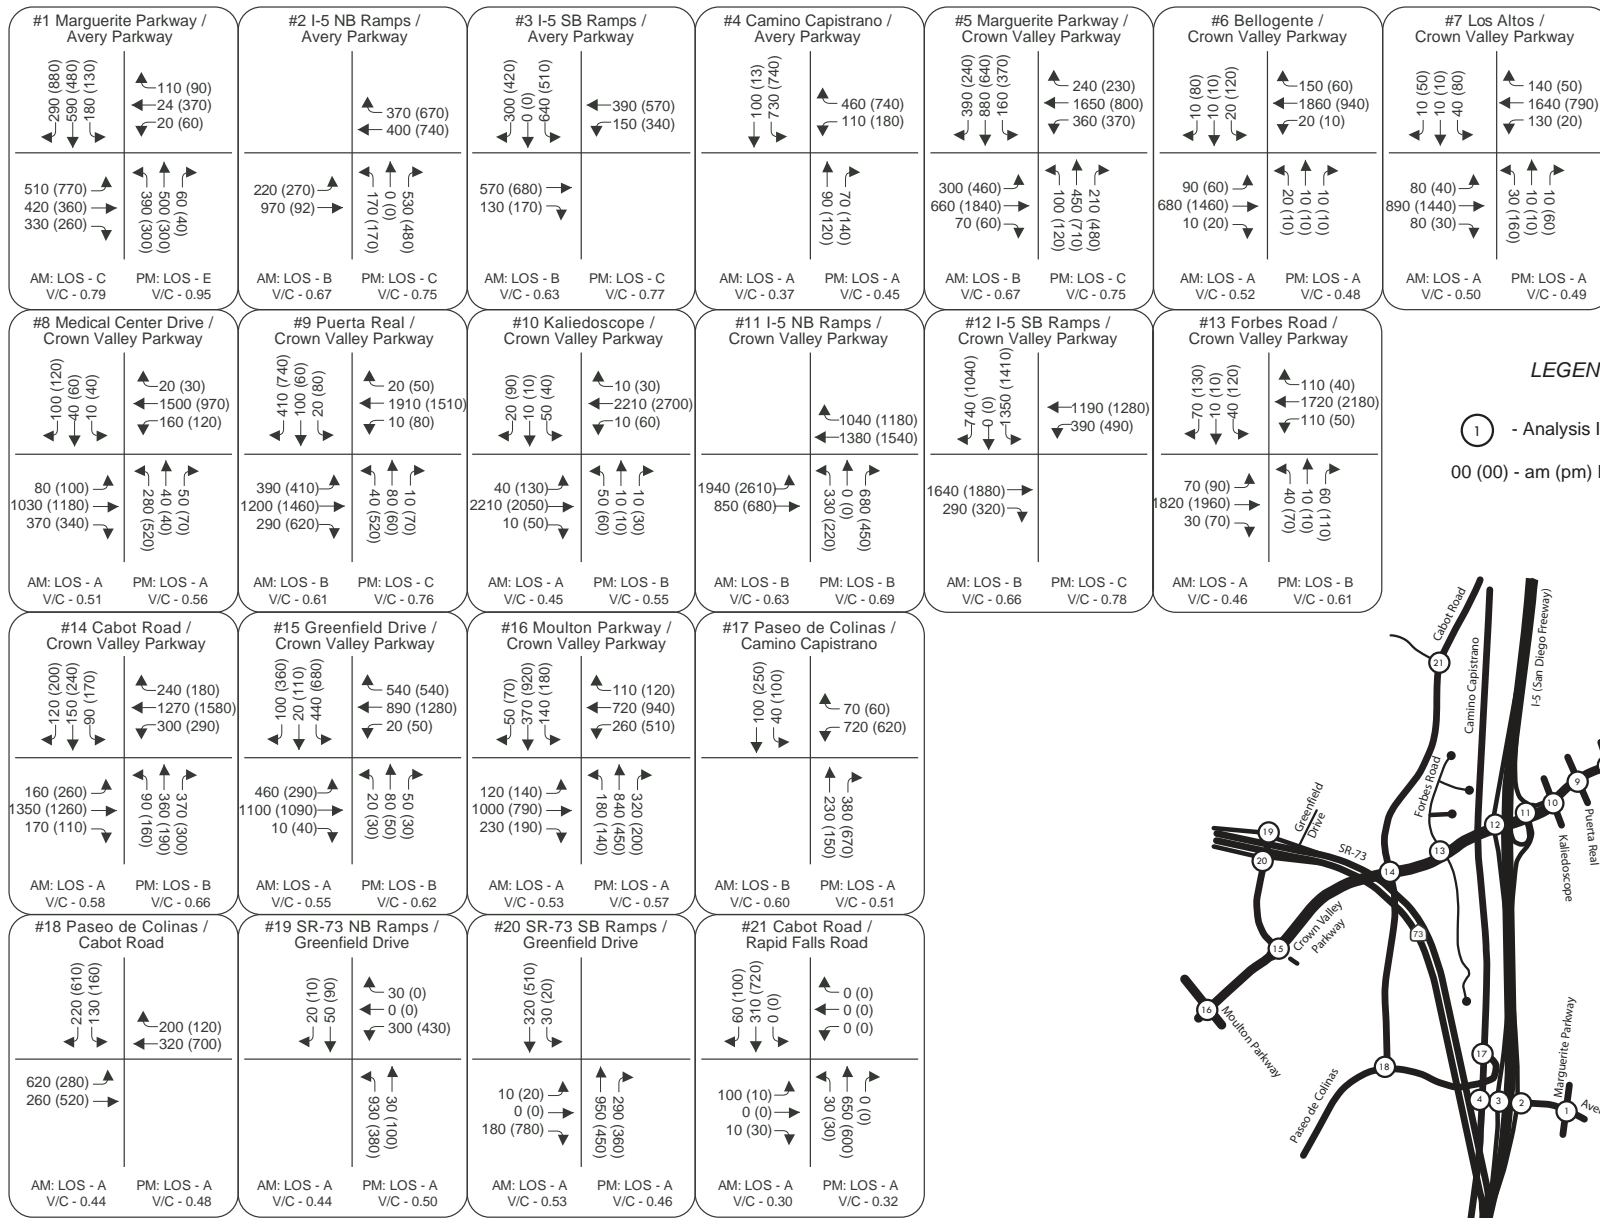 #1 Marguerite Parkway /
Avery Parkway
290 (880)
590 (480)
180 (130)
110 (90)
24 (370)
20 (60)
510 (770)
420 (360)
330 (260)
390 (300)
500 (300)
60 (40)
AM: LOS - C
V/C - 0.79
PM: LOS - E
V/C - 0.95
#2 I-5 NB Ramps /
Avery Parkway
370 (670)
400 (740)
220 (270)
970 (92)
170 (170)
0 (0)
530 (480)
AM: LOS - B
V/C - 0.67
PM: LOS - C
V/C - 0.75
#3 I-5 SB Ramps /
Avery Parkway
300 (420)
0 (0)
640 (510)
390 (570)
150 (340)
570 (680)
130 (170)
AM: LOS - B
V/C - 0.63
PM: LOS - C
V/C - 0.77
#4 Camino Capistrano /
Avery Parkway
100 (13)
730 (740)
460 (740)
110 (180)
90 (120)
70 (140)
AM: LOS - A
V/C - 0.37
PM: LOS - A
V/C - 0.45
#5 Marguerite Parkway /
Crown Valley Parkway
390 (240)
880 (640)
160 (370)
240 (230)
1650 (800)
360 (370)
300 (460)
660 (1840)
70 (60)
100 (120)
450 (710)
210 (480)
AM: LOS - B
V/C - 0.67
PM: LOS - C
V/C - 0.75
#6 Bellogente /
Crown Valley Parkway
10 (80)
10 (10)
20 (120)
150 (60)
1860 (940)
20 (10)
90 (60)
680 (1460)
10 (20)
20 (10)
10 (10)
10 (10)
AM: LOS - A
V/C - 0.52
PM: LOS - A
V/C - 0.48
#7 Los Altos /
Crown Valley Parkway
10 (50)
10 (10)
40 (80)
140 (50)
1640 (790)
130 (20)
80 (40)
890 (1440)
80 (30)
30 (160)
10 (10)
10 (60)
AM: LOS - A
V/C - 0.50
PM: LOS - A
V/C - 0.49
#8 Medical Center Drive /
Crown Valley Parkway
100 (120)
40 (60)
10 (40)
20 (30)
1500 (970)
160 (120)
80 (100)
1030 (1180)
370 (340)
280 (520)
40 (40)
50 (70)
AM: LOS - A
V/C - 0.51
PM: LOS - A
V/C - 0.56
#9 Puerta Real /
Crown Valley Parkway
410 (740)
100 (60)
20 (80)
20 (50)
1910 (1510)
10 (80)
390 (410)
1200 (1460)
290 (620)
40 (520)
80 (60)
10 (70)
AM: LOS - B
V/C - 0.61
PM: LOS - C
V/C - 0.76
#10 Kaliedoscope /
Crown Valley Parkway
20 (90)
10 (10)
50 (40)
10 (30)
2210 (2700)
10 (60)
40 (130)
2210 (2050)
10 (50)
50 (60)
10 (10)
10 (30)
AM: LOS - A
V/C - 0.45
PM: LOS - B
V/C - 0.55
#11 I-5 NB Ramps /
Crown Valley Parkway
1040 (1180)
1380 (1540)
1940 (2610)
850 (680)
330 (220)
0 (0)
680 (450)
AM: LOS - B
V/C - 0.63
PM: LOS - B
V/C - 0.69
#12 I-5 SB Ramps /
Crown Valley Parkway
740 (1040)
0 (0)
1350 (1410)
1190 (1280)
390 (490)
1640 (1880)
290 (320)
AM: LOS - B
V/C - 0.66
PM: LOS - C
V/C - 0.78
#13 Forbes Road /
Crown Valley Parkway
70 (130)
10 (10)
40 (120)
110 (40)
1720 (2180)
110 (50)
70 (90)
1820 (1960)
30 (70)
40 (70)
10 (10)
60 (110)
AM: LOS - A
V/C - 0.46
PM: LOS - B
V/C - 0.61
LEGEN
1 - Analysis I
00 (00) - am (pm)
#14 Cabot Road /
Crown Valley Parkway
120 (200)
150 (240)
90 (170)
240 (180)
1270 (1580)
300 (290)
160 (260)
1350 (1260)
170 (110)
90 (160)
360 (190)
370 (300)
AM: LOS - A
V/C - 0.58
PM: LOS - B
V/C - 0.66
#15 Greenfield Drive /
Crown Valley Parkway
100 (360)
20 (110)
440 (680)
540 (540)
890 (1280)
20 (50)
460 (290)
1100 (1090)
10 (40)
20 (30)
80 (50)
50 (30)
AM: LOS - A
V/C - 0.55
PM: LOS - B
V/C - 0.62
#16 Moulton Parkway /
Crown Valley Parkway
50 (70)
370 (920)
140 (180)
110 (120)
720 (940)
260 (510)
120 (140)
1000 (790)
230 (190)
180 (140)
840 (450)
320 (200)
AM: LOS - A
V/C - 0.53
PM: LOS - A
V/C - 0.57
#17 Paseo de Colinas /
Camino Capistrano
100 (250)
40 (100)
70 (60)
720 (620)
230 (150)
380 (670)
AM: LOS - B
V/C - 0.60
PM: LOS - A
V/C - 0.51
#18 Paseo de Colinas /
Cabot Road
220 (610)
130 (160)
200 (120)
320 (700)
620 (280)
260 (520)
AM: LOS - A
V/C - 0.44
PM: LOS - A
V/C - 0.48
#19 SR-73 NB Ramps /
Greenfield Drive
20 (10)
50 (90)
30 (0)
0 (0)
300 (430)
930 (380)
30 (100)
AM: LOS - A
V/C - 0.44
PM: LOS - A
V/C - 0.50
#20 SR-73 SB Ramps /
Greenfield Drive
320 (510)
30 (20)
10 (20)
0 (0)
180 (780)
950 (450)
290 (360)
AM: LOS - A
V/C - 0.53
PM: LOS - A
V/C - 0.46
#21 Cabot Road /
Rapid Falls Road
60 (100)
310 (720)
0 (0)
0 (0)
0 (0)
0 (0)
100 (10)
0 (0)
10 (30)
30 (30)
650 (600)
0 (0)
AM: LOS - A
V/C - 0.30
PM: LOS - A
V/C - 0.32
Cabot Road
21
Camino Capistrano
I-5 (San Diego Freeway)
Forbes Road
9
10
11
12
Puerta Real
Kaliedoscope
Greenfield
Drive
19
20
SR-73
13
14
Crown Valley
Parkway
73
15
16
Moulton Parkway
17
18
Paseo de Colinas
Marguerite Parkway
4
3
2
1
Ave